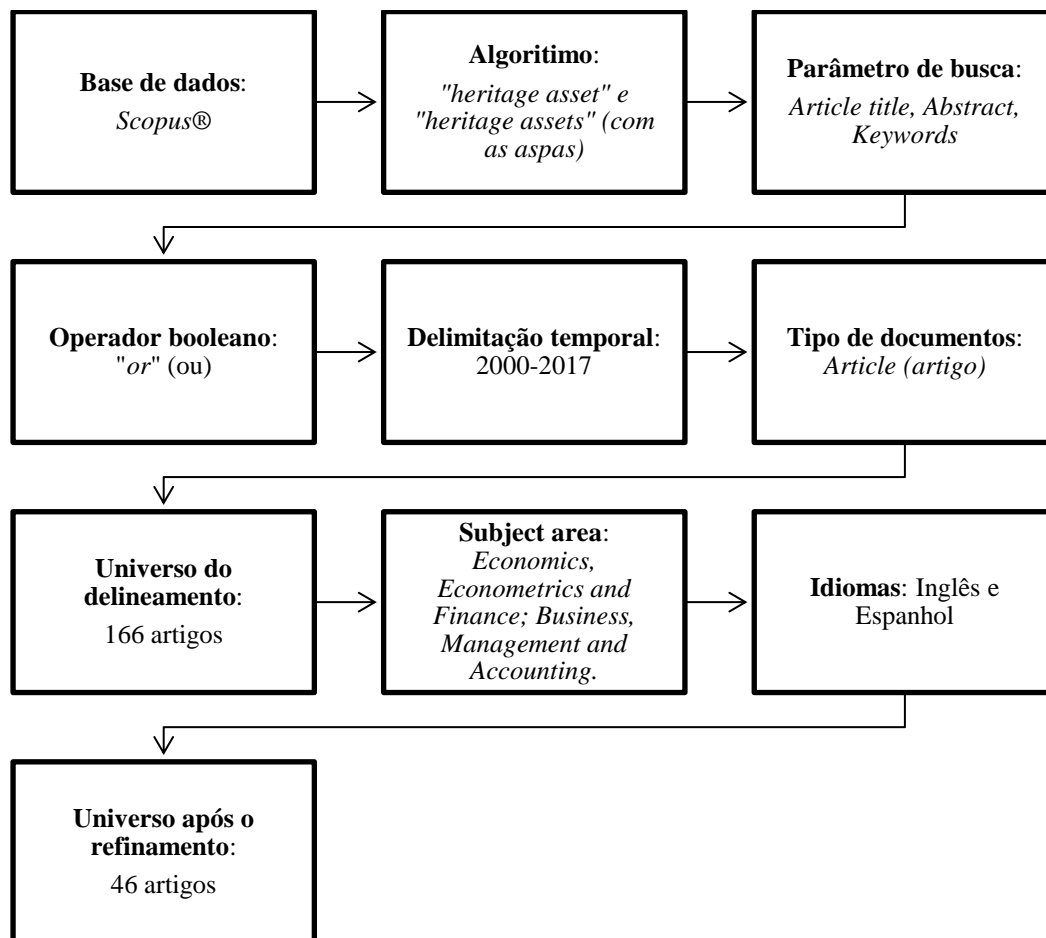 Base de dados:
Scopus®
Algoritimo:
"heritage asset" e
"heritage assets" (com
as aspas)
Parâmetro de busca:
Article title, Abstract,
Keywords
Operador booleano:
"or" (ou)
Delimitação temporal:
2000-2017
Tipo de documentos:
Article (artigo)
Universo do
delineamento:
166 artigos
Subject area:
Economics,
Econometrics and
Finance; Business,
Management and
Accounting.
Idiomas: Inglês e
Espanhol
Universo após o
refinamento:
46 artigos